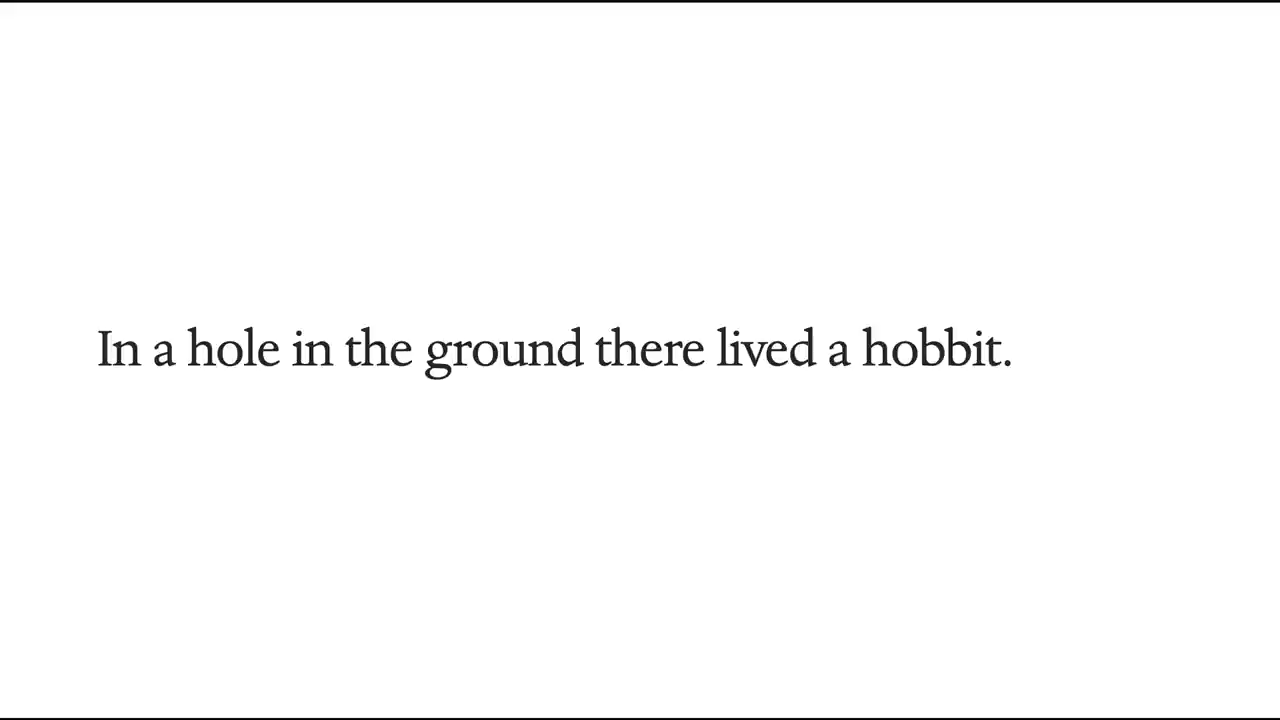 In a hole in the ground there lived a hobbit.